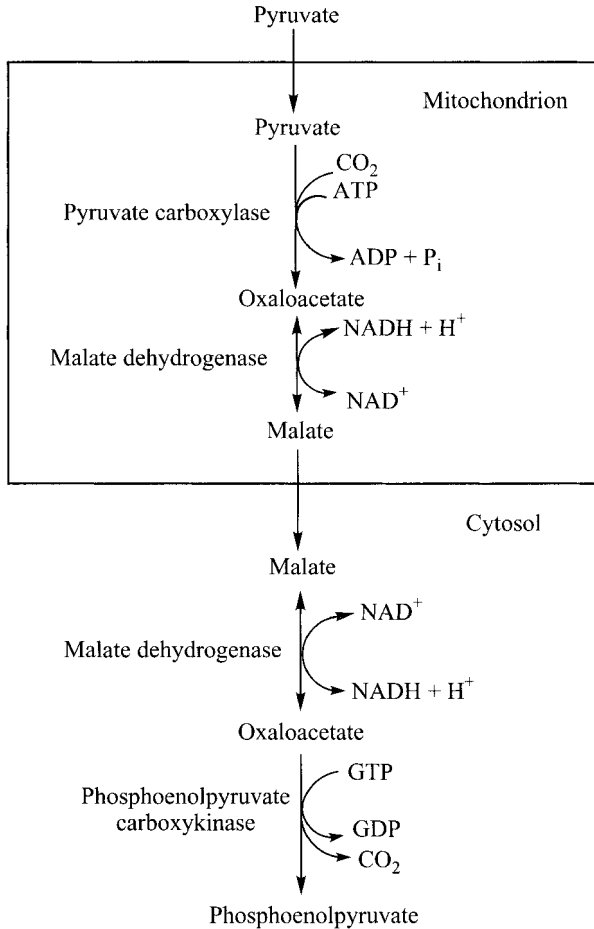 Pyruvate
Mitochondrion
Pyruvate
CO₂
ATP
Pyruvate carboxylase
ADP + Pᵢ
Oxaloacetate
NADH + H⁺
Malate dehydrogenase
NAD⁺
Malate
Cytosol
Malate
NAD⁺
Malate dehydrogenase
NADH + H⁺
Oxaloacetate
GTP
Phosphoenolpyruvate
carboxykinase
GDP
CO₂
Phosphoenolpyruvate